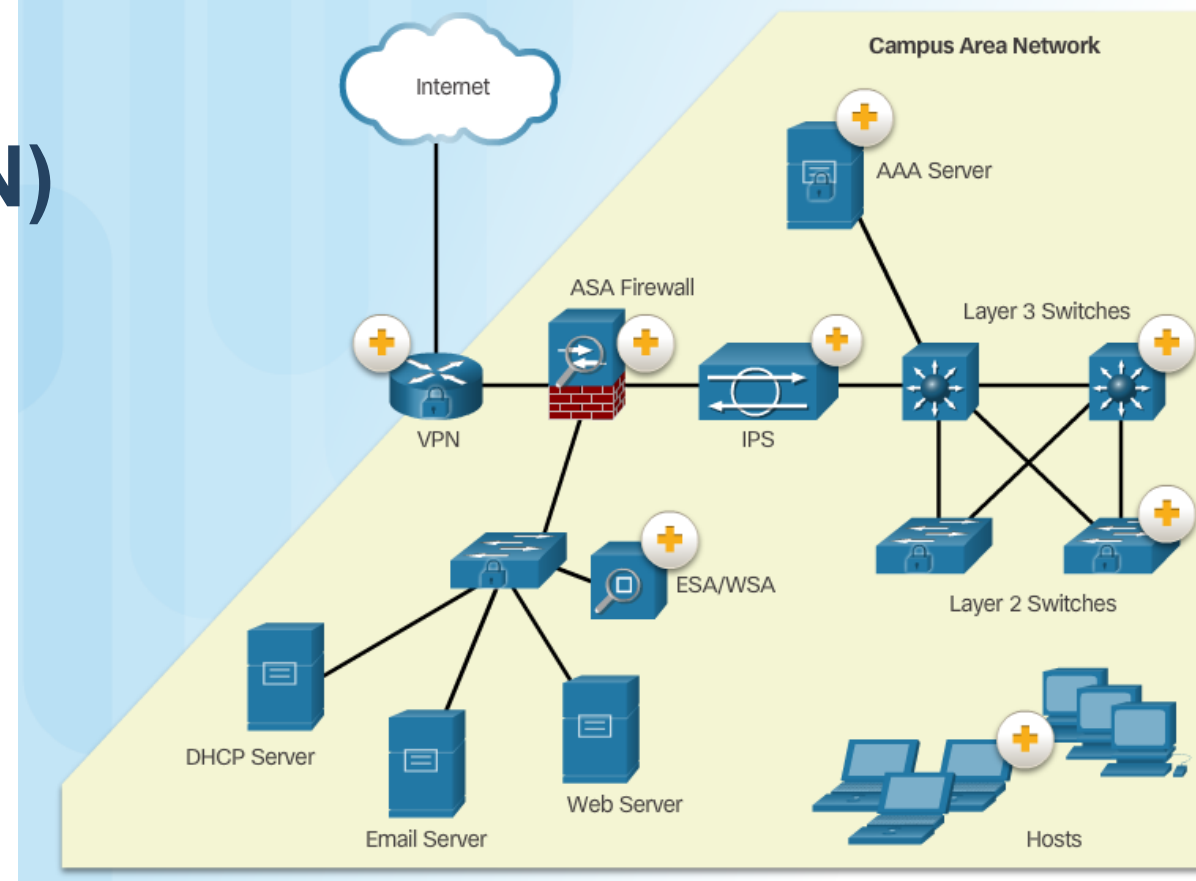 N)
Internet
Campus Area Network
AAA Server
ASA Firewall
Layer 3 Switches
VPN
IPS
ESA/WSA
Layer 2 Switches
DHCP Server
Web Server
Email Server
Hosts